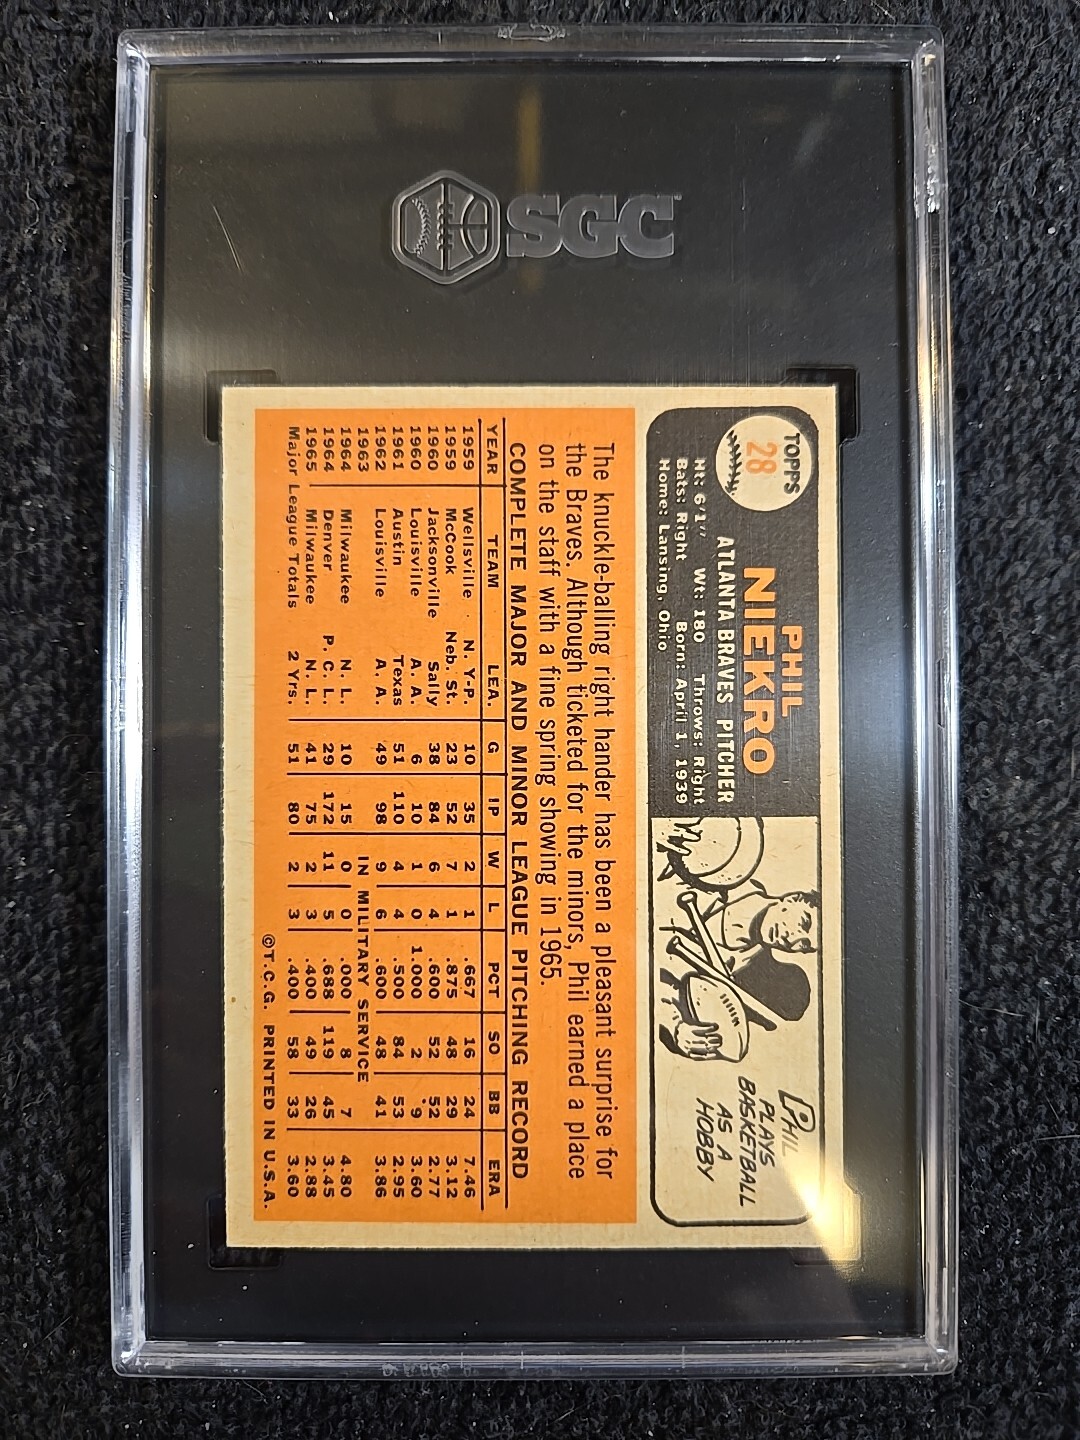 SGC
TOPPS
28
PHIL
NIEKRO
ATLANTA BRAVES PITCHER
Ht: 6'1" Wt: 180 Throws: Right
Bats: Right Born: April 1, 1939
Home: Lansing, Ohio
PHIL
PLAYS
BASKETBALL
AS A
HOBBY
The knuckle-balling right hander has been a pleasant surprise for
the Braves. Although ticketed for the minors, Phil earned a place
on the staff with a fine spring showing in 1965.
COMPLETE MAJOR AND MINOR LEAGUE PITCHING RECORD
YEAR TEAM LEA. G IP W L PCT SO BB ERA
1959 Wellsville N. Y-P. 10 35 2 1 .667 16 24 7.46
1959 McCook Neb. St. 23 52 7 1 .875 48 29 3.12
1960 Jacksonville Sally 38 84 6 4 .600 52 52 2.77
1960 Louisville A. A. 6 10 1 0 1.000 2 9 3.60
1961 Austin Texas 51 110 4 4 .500 84 53 2.95
1962 Louisville A. A. 49 98 9 6 .600 48 41 3.86
1963 IN MILITARY SERVICE
1964 Milwaukee N. L. 10 15 0 0 .000 8 7 4.80
1964 Denver P. C. L. 29 172 11 5 .688 119 45 3.45
1965 Milwaukee N. L. 41 75 2 3 .400 49 26 2.88
Major League Totals 2 Yrs. 51 80 2 3 .400 58 33 3.60
©T.C.G. PRINTED IN U.S.A.